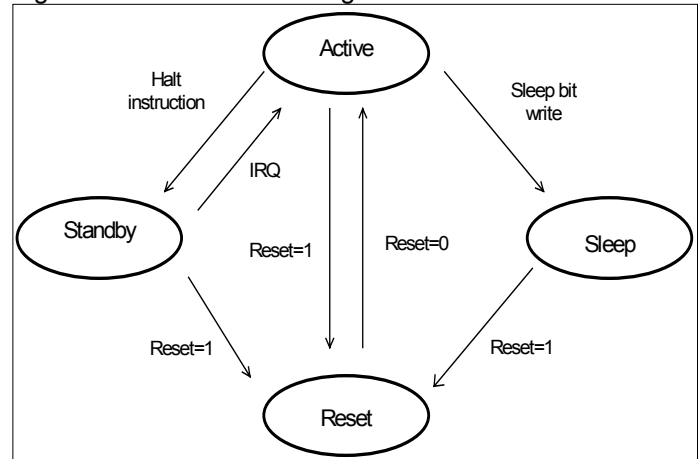 Active
Halt
instruction
Sleep bit
write
IRQ
Standby
Reset=1
Reset=0
Sleep
Reset=1
Reset=1
Reset